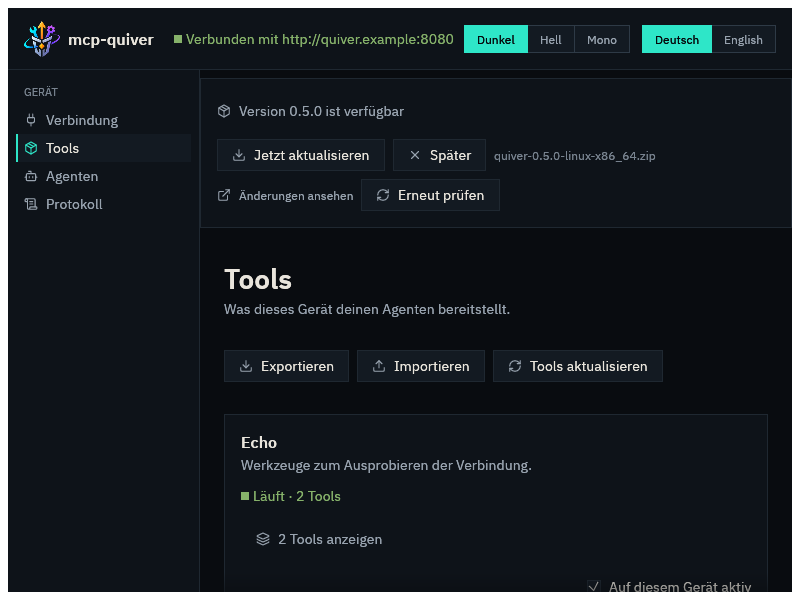 mcp-quiver
Verbunden mit http://quiver.example:8080
Dunkel
Hell
Mono
Deutsch
English
GERÄT
Verbindung
Tools
Agenten
Protokoll
Version 0.5.0 ist verfügbar
Jetzt aktualisieren
Später
quiver-0.5.0-linux-x86_64.zip
Änderungen ansehen
Erneut prüfen
Tools
Was dieses Gerät deinen Agenten bereitstellt.
Exportieren
Importieren
Tools aktualisieren
Echo
Werkzeuge zum Ausprobieren der Verbindung.
Läuft · 2 Tools
2 Tools anzeigen
Auf diesem Gerät aktiv